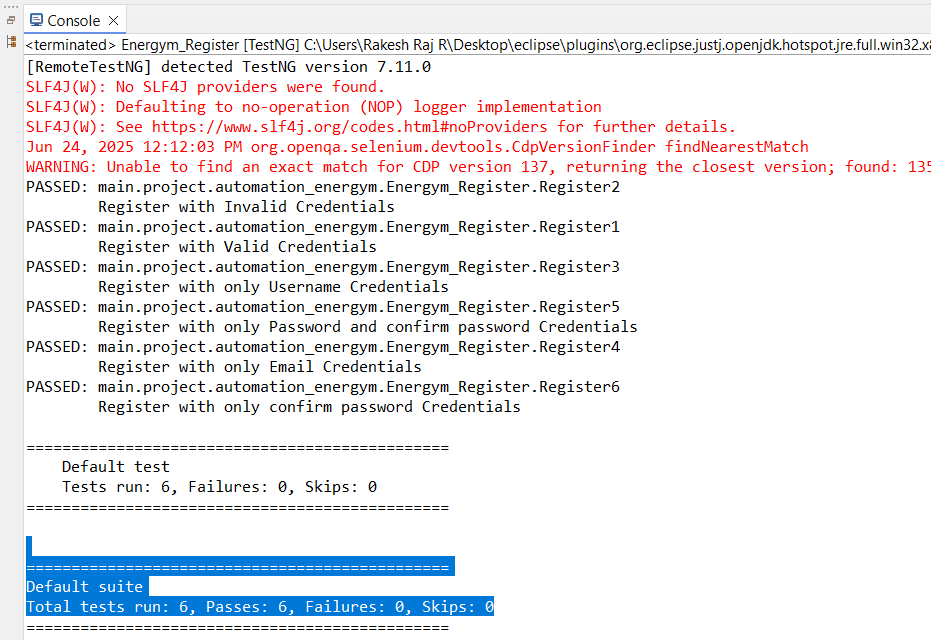 Console
<terminated> Energym_Register [TestNG] C:\Users\Rakesh Raj R\Desktop\eclipse\plugins\org.eclipse.justj.openjdk.hotspot.jre.full.win32.x8
[RemoteTestNG] detected TestNG version 7.11.0
SLF4J(W): No SLF4J providers were found.
SLF4J(W): Defaulting to no-operation (NOP) logger implementation
SLF4J(W): See https://www.slf4j.org/codes.html#noProviders for further details.
Jun 24, 2025 12:12:03 PM org.openqa.selenium.devtools.CdpVersionFinder findNearestMatch
WARNING: Unable to find an exact match for CDP version 137, returning the closest version; found: 135
PASSED: main.project.automation_energym.Energym_Register.Register2
        Register with Invalid Credentials
PASSED: main.project.automation_energym.Energym_Register.Register1
        Register with Valid Credentials
PASSED: main.project.automation_energym.Energym_Register.Register3
        Register with only Username Credentials
PASSED: main.project.automation_energym.Energym_Register.Register5
        Register with only Password and confirm password Credentials
PASSED: main.project.automation_energym.Energym_Register.Register4
        Register with only Email Credentials
PASSED: main.project.automation_energym.Energym_Register.Register6
        Register with only confirm password Credentials
===============================================
    Default test
    Tests run: 6, Failures: 0, Skips: 0
===============================================
===============================================
Default suite
Total tests run: 6, Passes: 6, Failures: 0, Skips: 0
===============================================